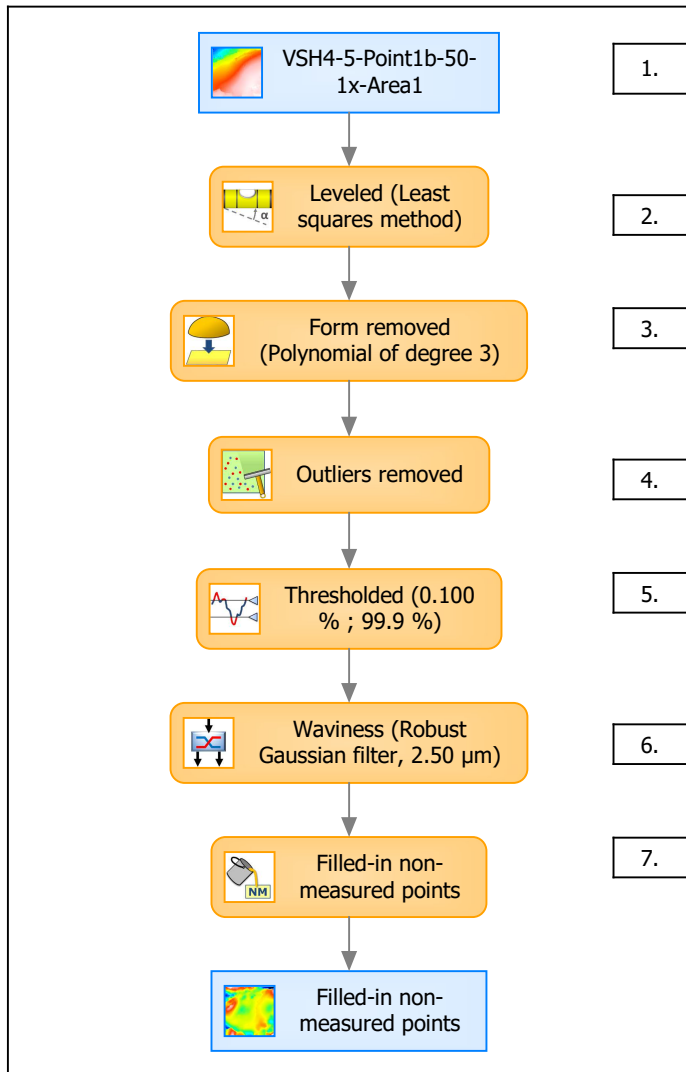 VSH4-5-Point1b-50-
1x-Area1
1.
α
Leveled (Least
squares method)
2.
Form removed
(Polynomial of degree 3)
3.
Outliers removed
4.
Thresholded (0.100
% ; 99.9 %)
5.
Waviness (Robust
Gaussian filter, 2.50 µm)
6.
Filled-in non-
measured points
NM
7.
Filled-in non-
measured points